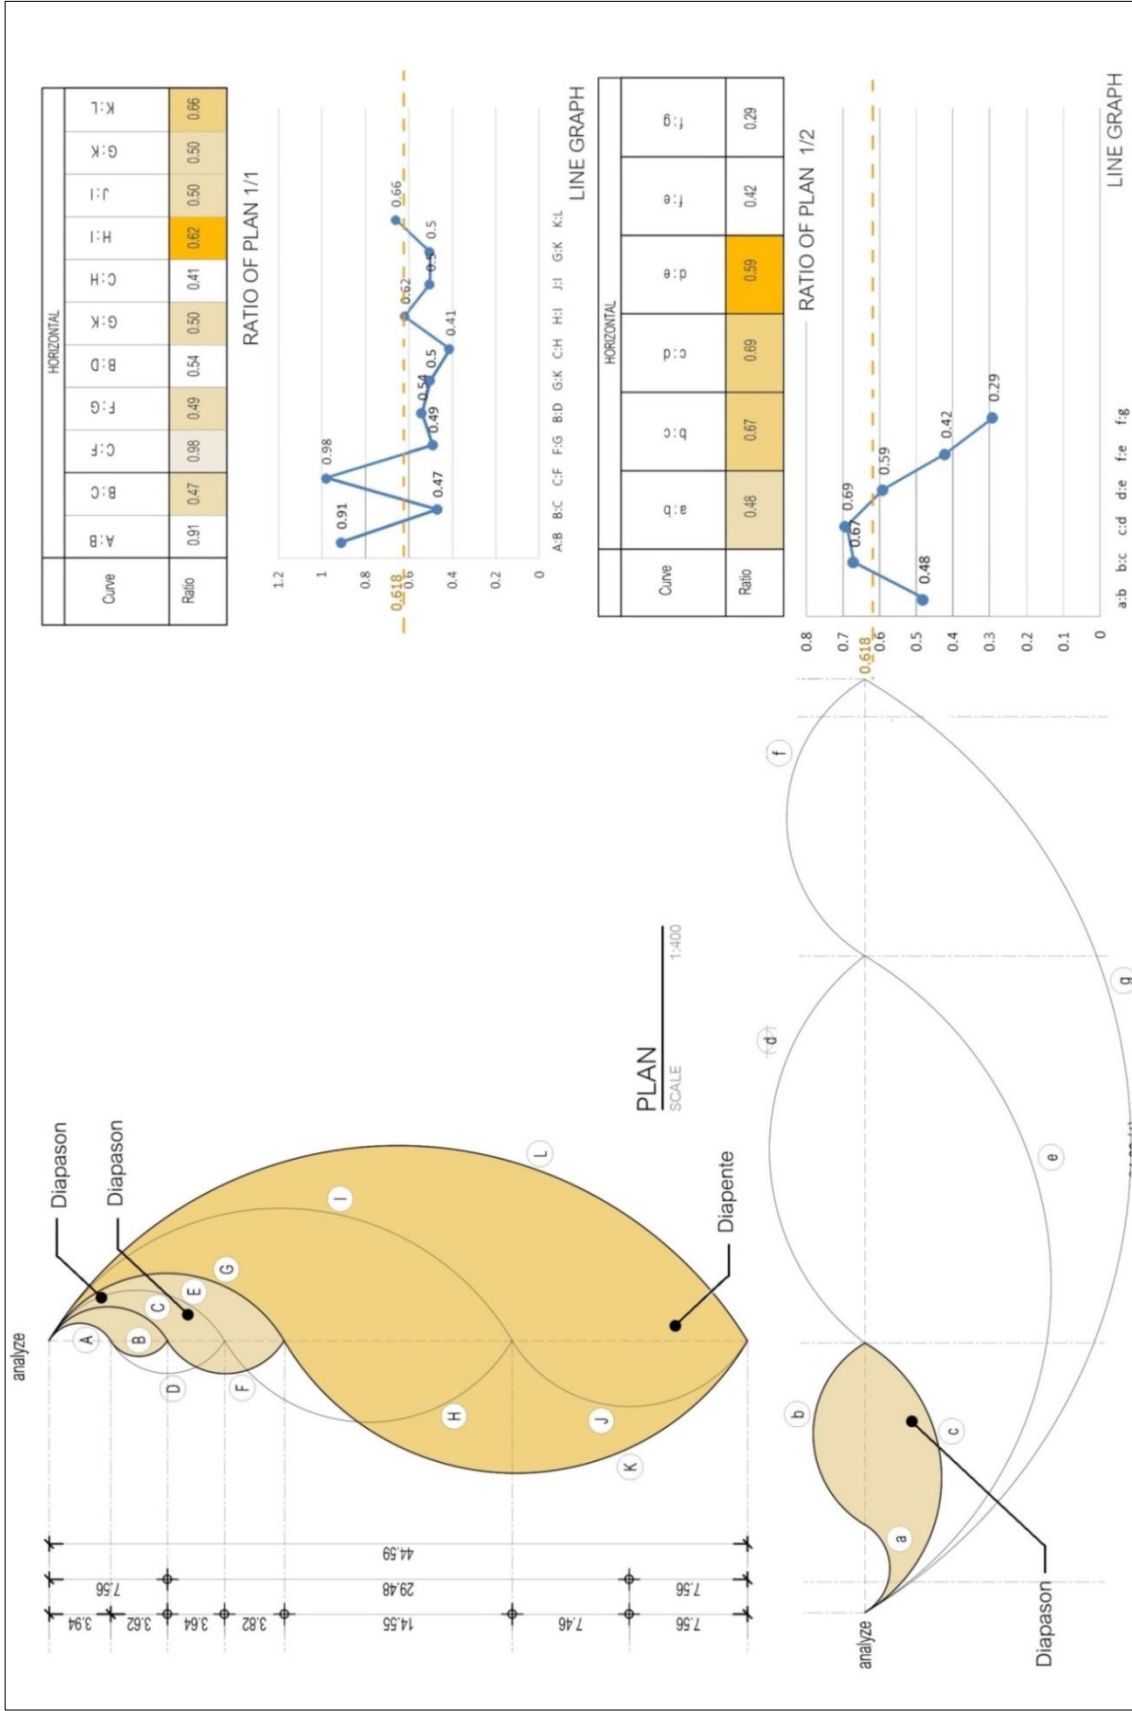 analyze
Diapason
Diapason
A
B
C
D
E
F
G
H
I
J
K
L
Diapente
3.94
3.62
3.64
3.82
14.55
7.46
7.56
7.56
29.48
7.56
44.59
PLAN
SCALE 1:400
HORIZONTAL
Curve A:B B:C C:F F:G B:D G:K C:H H:I J:I G:K K:L
Ratio 0.91 0.47 0.98 0.49 0.54 0.50 0.41 0.62 0.50 0.50 0.66
RATIO OF PLAN 1/1
1.2
1
0.8
0.6
0.4
0.2
0
0.618
0.91
0.47
0.98
0.49
0.54
0.5
0.41
0.62
0.5
0.5
0.66
A:B B:C C:F F:G B:D G:K C:H H:I J:I G:K K:L
LINE GRAPH
analyze
a
b
c
d
e
f
g
Diapason
HORIZONTAL
Curve a:b b:c c:d d:e f:e f:g
Ratio 0.48 0.67 0.69 0.59 0.42 0.29
RATIO OF PLAN 1/2
0.8
0.7
0.6
0.5
0.4
0.3
0.2
0.1
0
0.618
0.48
0.67
0.69
0.59
0.42
0.29
a:b b:c c:d d:e f:e f:g
LINE GRAPH